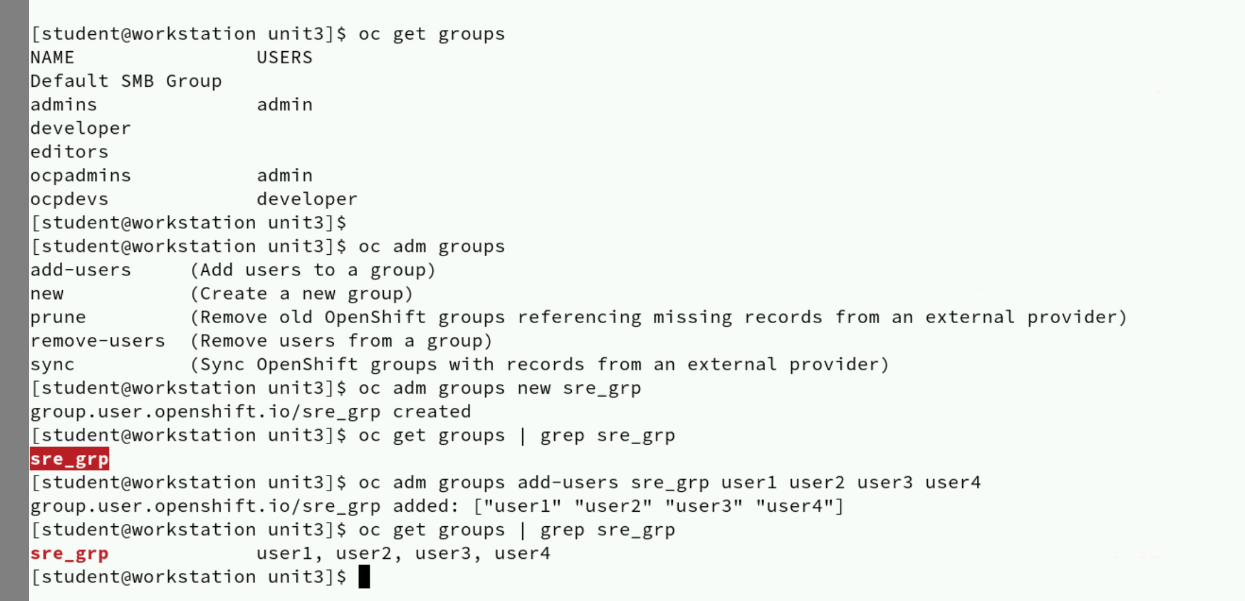 [student@workstation unit3]$ oc get groups
NAME                USERS
Default SMB Group
admins              admin
developer
editors
ocpadmins           admin
ocpdevs             developer
[student@workstation unit3]$
[student@workstation unit3]$ oc adm groups
add-users     (Add users to a group)
new           (Create a new group)
prune         (Remove old OpenShift groups referencing missing records from an external provider)
remove-users  (Remove users from a group)
sync          (Sync OpenShift groups with records from an external provider)
[student@workstation unit3]$ oc adm groups new sre_grp
group.user.openshift.io/sre_grp created
[student@workstation unit3]$ oc get groups | grep sre_grp
sre_grp
[student@workstation unit3]$ oc adm groups add-users sre_grp user1 user2 user3 user4
group.user.openshift.io/sre_grp added: ["user1" "user2" "user3" "user4"]
[student@workstation unit3]$ oc get groups | grep sre_grp
sre_grp             user1, user2, user3, user4
[student@workstation unit3]$